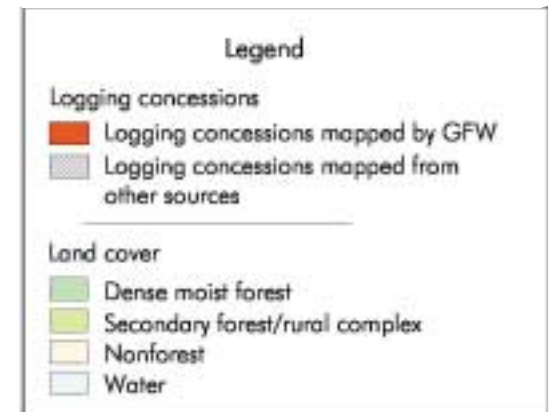 Legend
Logging concessions
Logging concessions mapped by GFW
Logging concessions mapped from
other sources
Land cover
Dense moist forest
Secondary forest/rural complex
Nonforest
Water